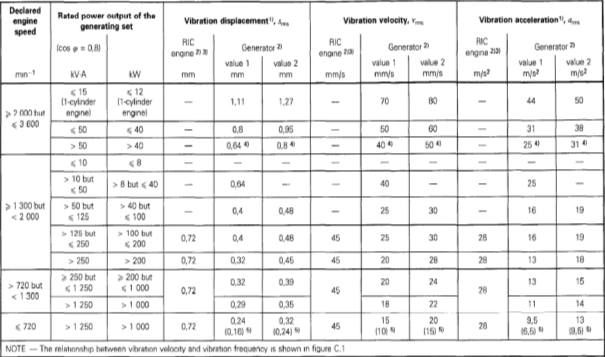 Declared engine speed | Rated power output of the generating set | Vibration displacement¹⁾, sᵣₘₛ | Vibration velocity, vᵣₘₛ | Vibration acceleration¹⁾, aᵣₘₛ
(cos φ = 0,8) | RIC engine ²⁾³⁾ | Generator ²⁾ | RIC engine ²⁾³⁾ | Generator ²⁾ | RIC engine ²⁾³⁾ | Generator ²⁾
value 1 | value 2 | value 1 | value 2 | value 1 | value 2
min⁻¹ | kV·A | kW | mm | mm | mm | mm/s | mm/s | mm/s | m/s² | m/s² | m/s²
≥ 2 000 but ≤ 3 600 | ≤ 15 (1-cylinder engine) | ≤ 12 (1-cylinder engine) | — | 1,11 | 1,27 | — | 70 | 80 | — | 44 | 50
≤ 50 | ≤ 40 | — | 0,8 | 0,95 | — | 50 | 60 | — | 31 | 38
> 50 | > 40 | — | 0,64 ⁴⁾ | 0,8 ⁴⁾ | — | 40 ⁴⁾ | 50 ⁴⁾ | — | 25 ⁴⁾ | 31 ⁴⁾
≥ 1 300 but < 2 000 | ≤ 10 | ≤ 8 | — | — | — | — | — | — | — | — | —
> 10 but ≤ 50 | > 8 but ≤ 40 | — | 0,64 | — | — | 40 | — | — | 25 | —
> 50 but ≤ 125 | > 40 but ≤ 100 | — | 0,4 | 0,48 | — | 25 | 30 | — | 16 | 19
> 125 but ≤ 250 | > 100 but ≤ 200 | 0,72 | 0,4 | 0,48 | 45 | 25 | 30 | 28 | 16 | 19
> 250 | > 200 | 0,72 | 0,32 | 0,45 | 45 | 20 | 28 | 28 | 13 | 18
> 720 but < 1 300 | ≥ 250 but ≤ 1 250 | ≥ 200 but ≤ 1 000 | 0,72 | 0,32 | 0,39 | 45 | 20 | 24 | 28 | 13 | 15
> 1 250 | > 1 000 | 0,29 | 0,35 | 18 | 22 | 11 | 14
≤ 720 | > 1 250 | > 1 000 | 0,72 | 0,24 (0,16) ⁵⁾ | 0,32 (0,24) ⁵⁾ | 45 | 15 (10) ⁵⁾ | 20 (15) ⁵⁾ | 28 | 9,5 (6,5) ⁵⁾ | 13 (9,5) ⁵⁾
NOTE — The relationship between vibration velocity and vibration frequency is shown in figure C.1